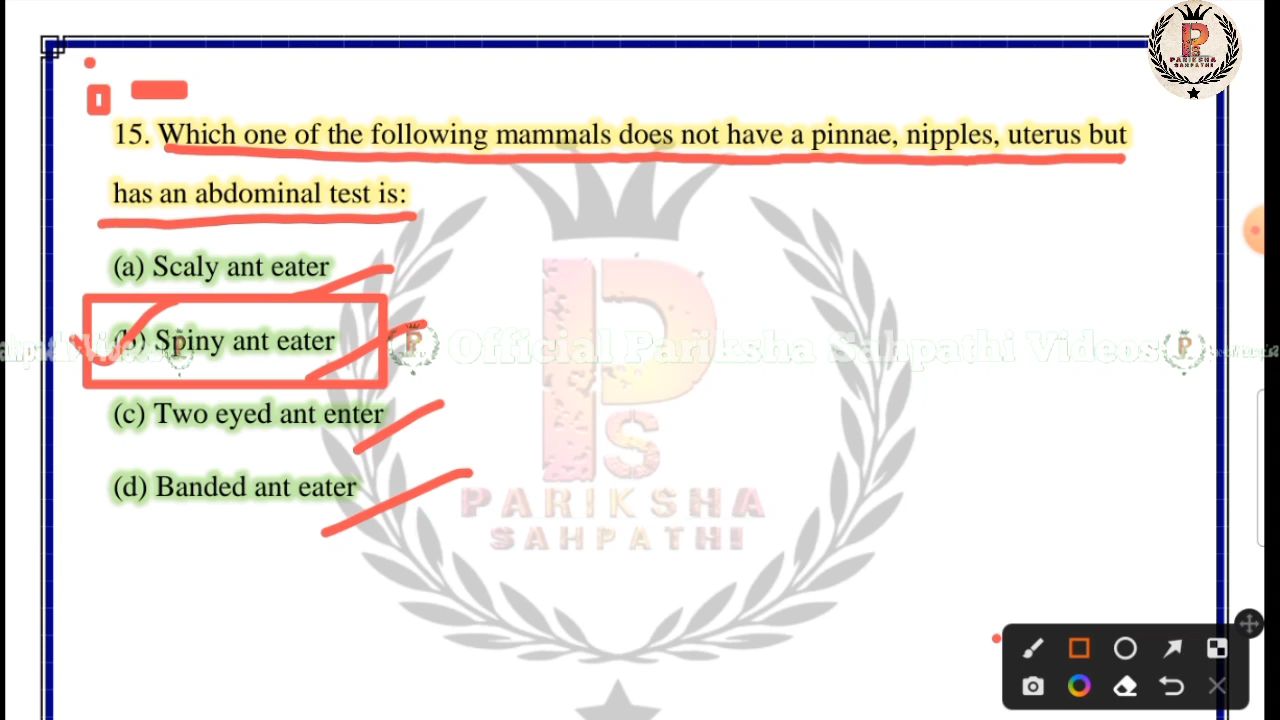 PARIKSHA
SAHPATHI
15. Which one of the following mammals does not have a pinnae, nipples, uterus but
has an abdominal test is:
(a) Scaly ant eater
(b) Spiny ant eater
Official Pariksha Sahpathi Videos
(c) Two eyed ant enter
(d) Banded ant eater
PARIKSHA
SAHPATHI